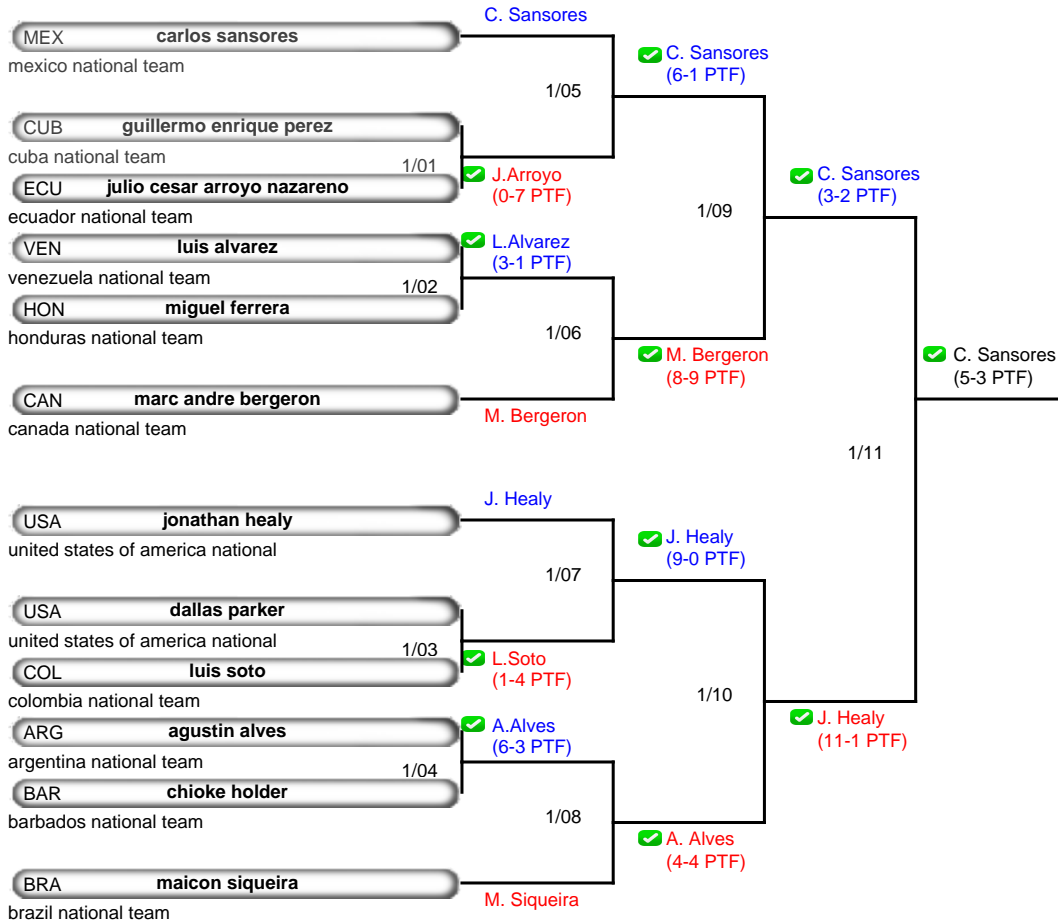 C. Sansores
MEX carlos sansores
mexico national team
C. Sansores
(6-1 PTF)
1/05
CUB guillermo enrique perez
cuba national team
1/01
ECU julio cesar arroyo nazareno
ecuador national team
J.Arroyo
(0-7 PTF)
C. Sansores
(3-2 PTF)
1/09
VEN luis alvarez
venezuela national team
L.Alvarez
(3-1 PTF)
1/02
HON miguel ferrera
honduras national team
1/06
M. Bergeron
(8-9 PTF)
C. Sansores
(5-3 PTF)
CAN marc andre bergeron
canada national team
M. Bergeron
1/11
J. Healy
USA jonathan healy
united states of america national
J. Healy
(9-0 PTF)
1/07
USA dallas parker
united states of america national
1/03
COL luis soto
colombia national team
L.Soto
(1-4 PTF)
1/10
ARG agustin alves
argentina national team
A.Alves
(6-3 PTF)
J. Healy
(11-1 PTF)
1/04
BAR chioke holder
barbados national team
1/08
A. Alves
(4-4 PTF)
BRA maicon siqueira
brazil national team
M. Siqueira